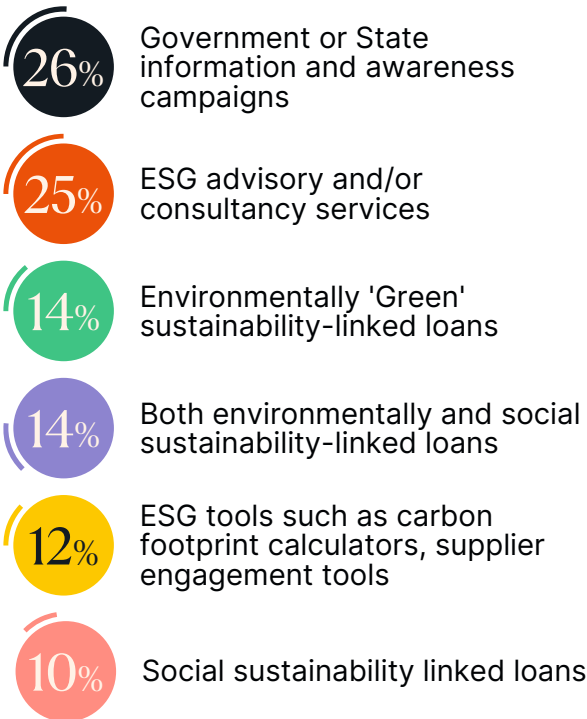 26%
Government or State
information and awareness
campaigns
25%
ESG advisory and/or
consultancy services
14%
Environmentally 'Green'
sustainability-linked loans
14%
Both environmentally and social
sustainability-linked loans
12%
ESG tools such as carbon
footprint calculators, supplier
engagement tools
10%
Social sustainability linked loans